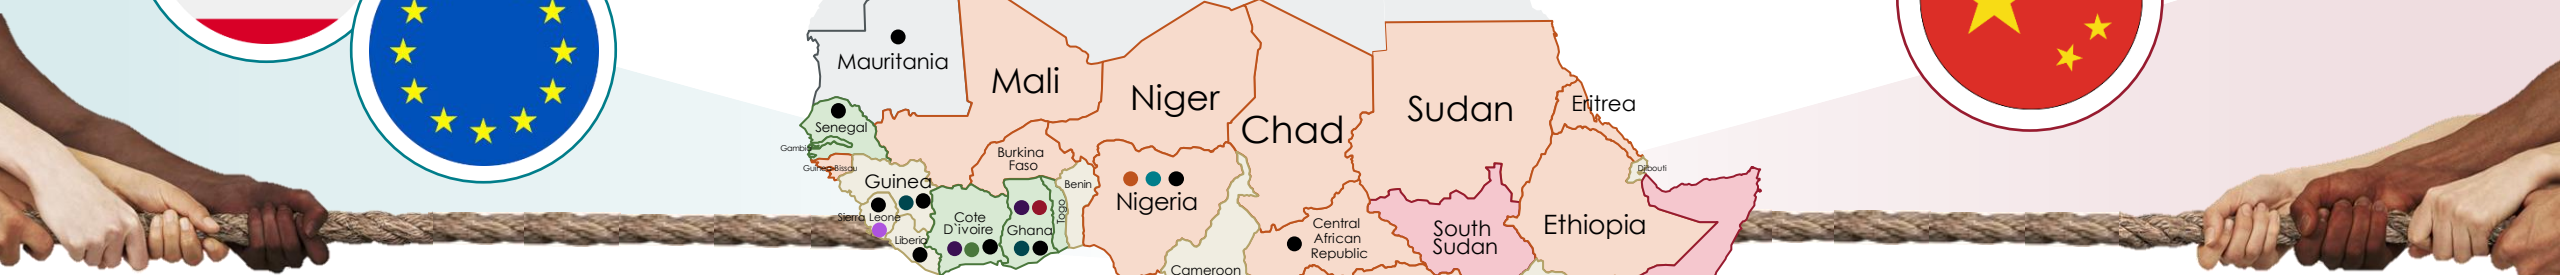 Mauritania
Mali
Niger
Chad
Sudan
Eritrea
Senegal
Gambia
Guinea-Bissau
Guinea
Sierra Leone
Liberia
Burkina
Faso
Cote
D'ivoire
Ghana
Togo
Benin
Nigeria
Cameroon
Central
African
Republic
South
Sudan
Ethiopia
Djibouti